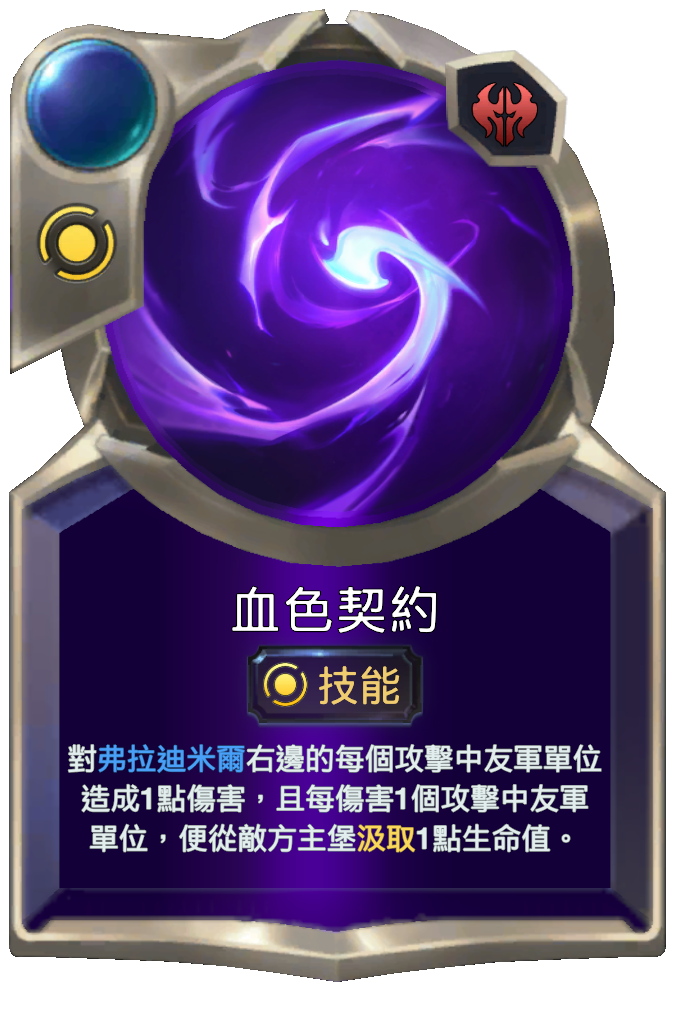 血色契約
技能
對弗拉迪米爾右邊的每個攻擊中友軍單位
造成1點傷害，且每傷害1個攻擊中友軍
單位，便從敵方主堡汲取1點生命值。